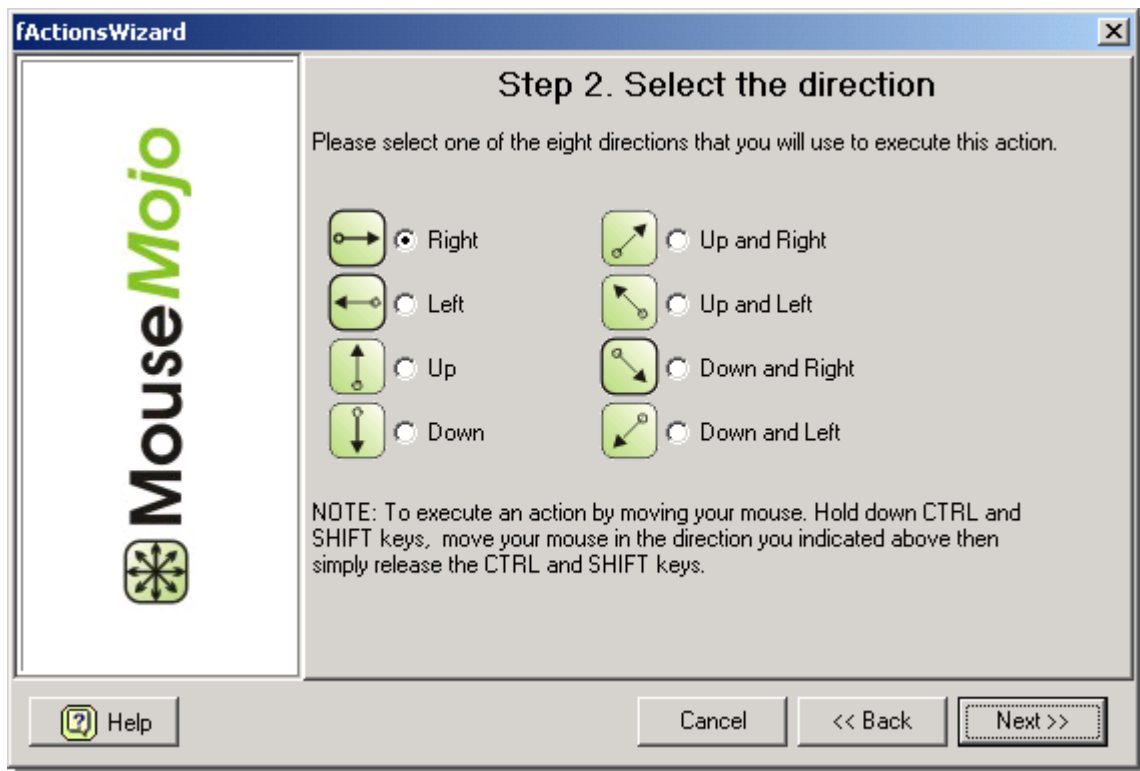 fActionsWizard
MouseMojo
Step 2. Select the direction
Please select one of the eight directions that you will use to execute this action.
Right
Left
Up
Down
Up and Right
Up and Left
Down and Right
Down and Left
NOTE: To execute an action by moving your mouse. Hold down CTRL and
SHIFT keys,  move your mouse in the direction you indicated above then
simply release the CTRL and SHIFT keys.
Help
Cancel
<< Back
Next >>